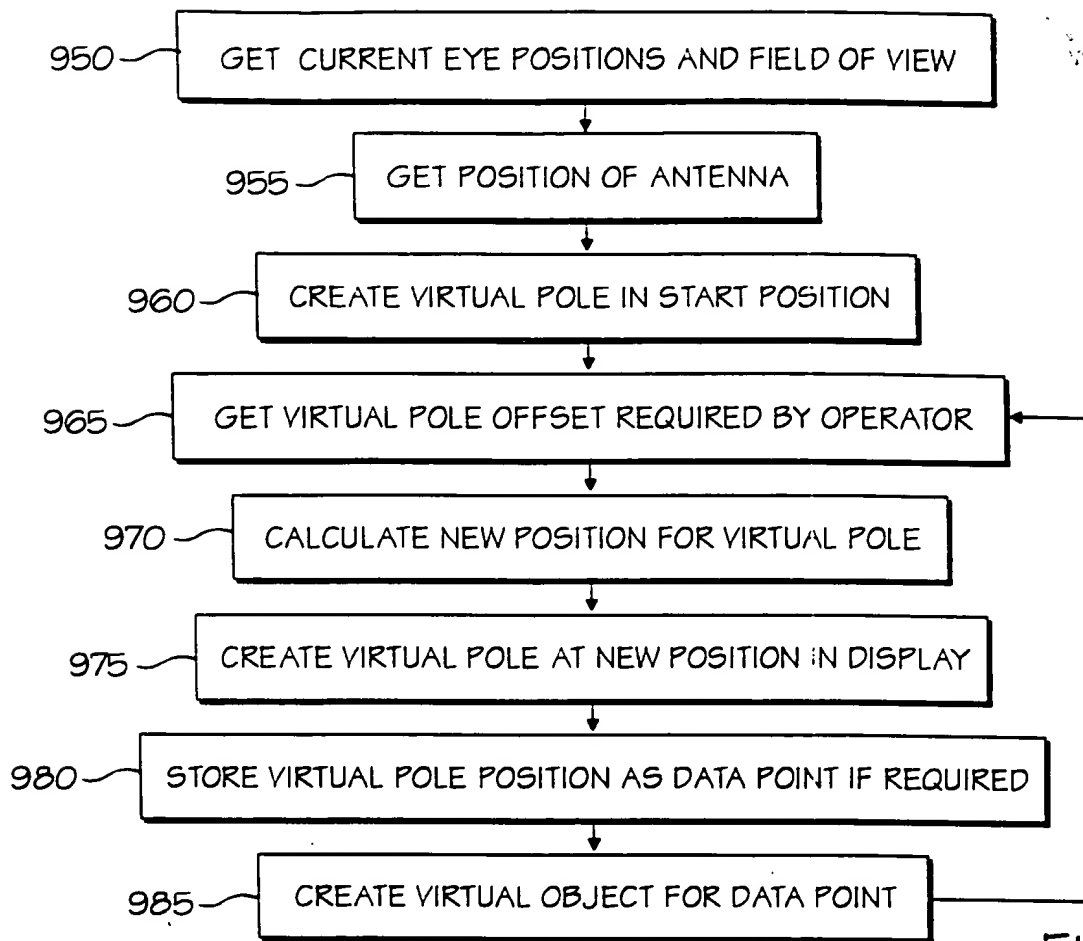 950 GET CURRENT EYE POSITIONS AND FIELD OF VIEW
955 GET POSITION OF ANTENNA
960 CREATE VIRTUAL POLE IN START POSITION
965 GET VIRTUAL POLE OFFSET REQUIRED BY OPERATOR
970 CALCULATE NEW POSITION FOR VIRTUAL POLE
975 CREATE VIRTUAL POLE AT NEW POSITION IN DISPLAY
980 STORE VIRTUAL POLE POSITION AS DATA POINT IF REQUIRED
985 CREATE VIRTUAL OBJECT FOR DATA POINT